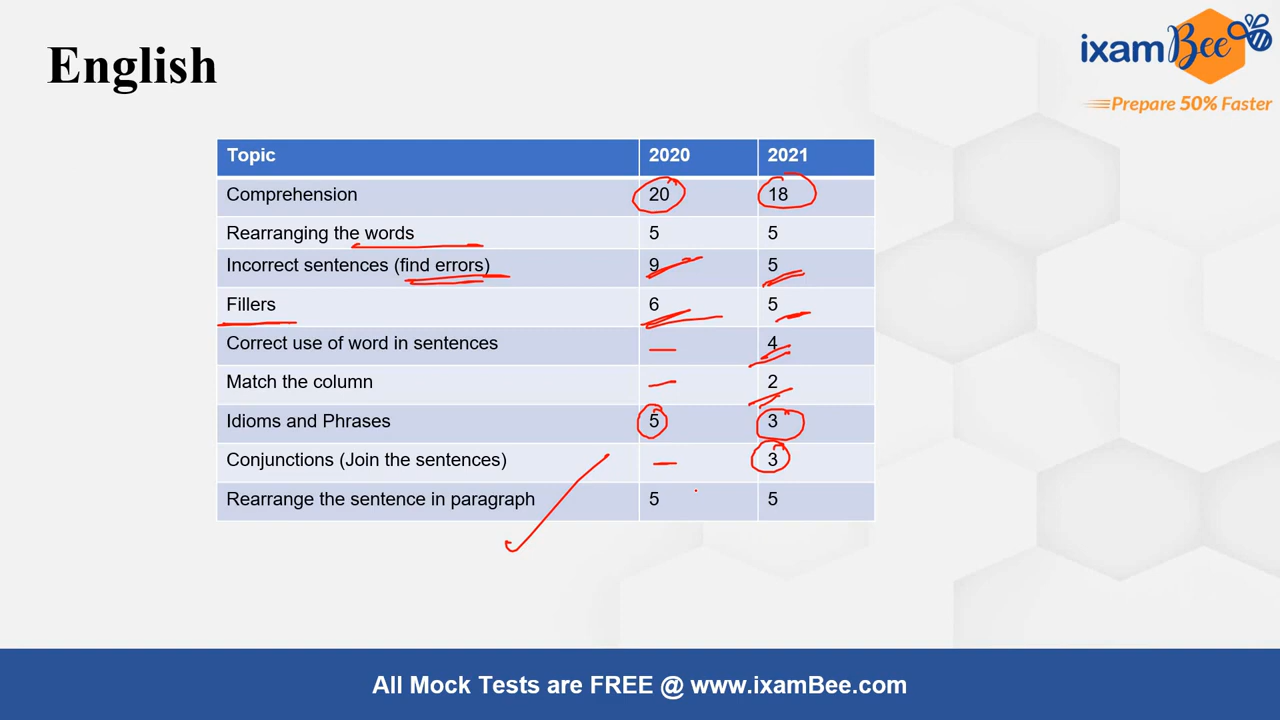 English
ixamBee
Prepare 50% Faster
Topic 2020 2021
Comprehension 20 18
Rearranging the words 5 5
Incorrect sentences (find errors) 9 5
Fillers 6 5
Correct use of word in sentences — 4
Match the column — 2
Idioms and Phrases 5 3
Conjunctions (Join the sentences) — 3
Rearrange the sentence in paragraph 5 5
All Mock Tests are FREE @ www.ixamBee.com